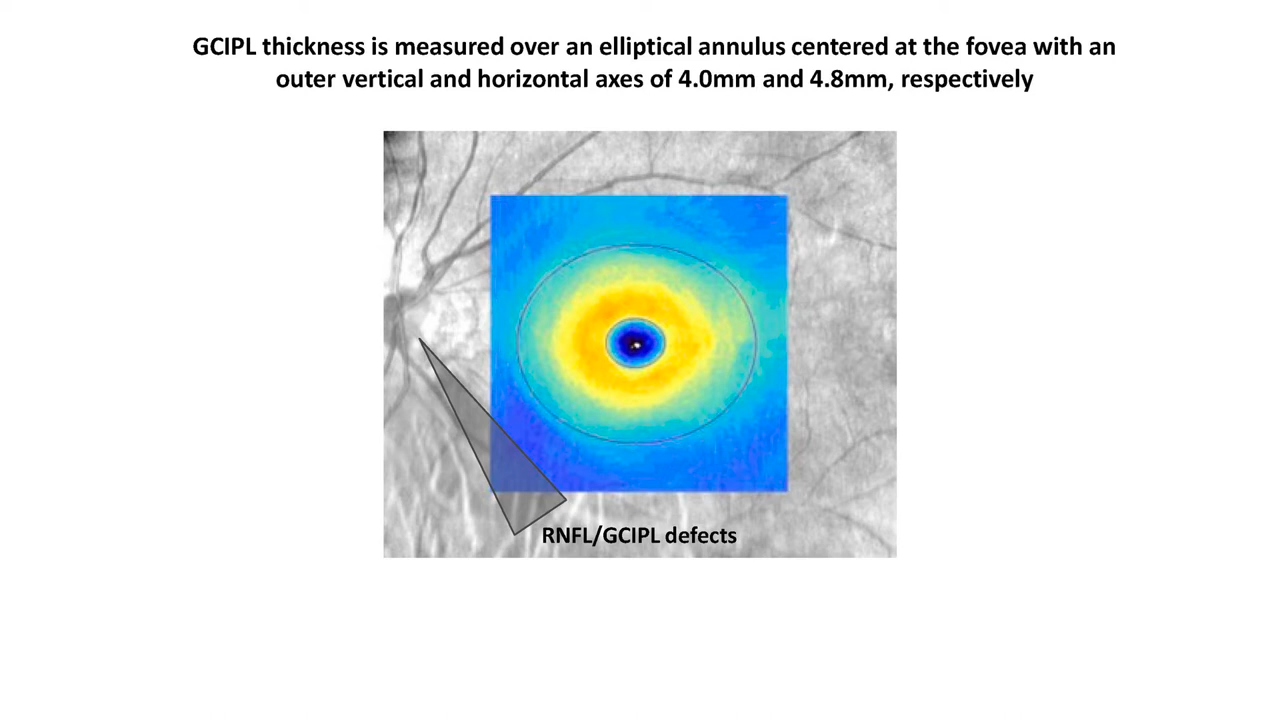 GCIPL thickness is measured over an elliptical annulus centered at the fovea with an
outer vertical and horizontal axes of 4.0mm and 4.8mm, respectively
RNFL/GCIPL defects